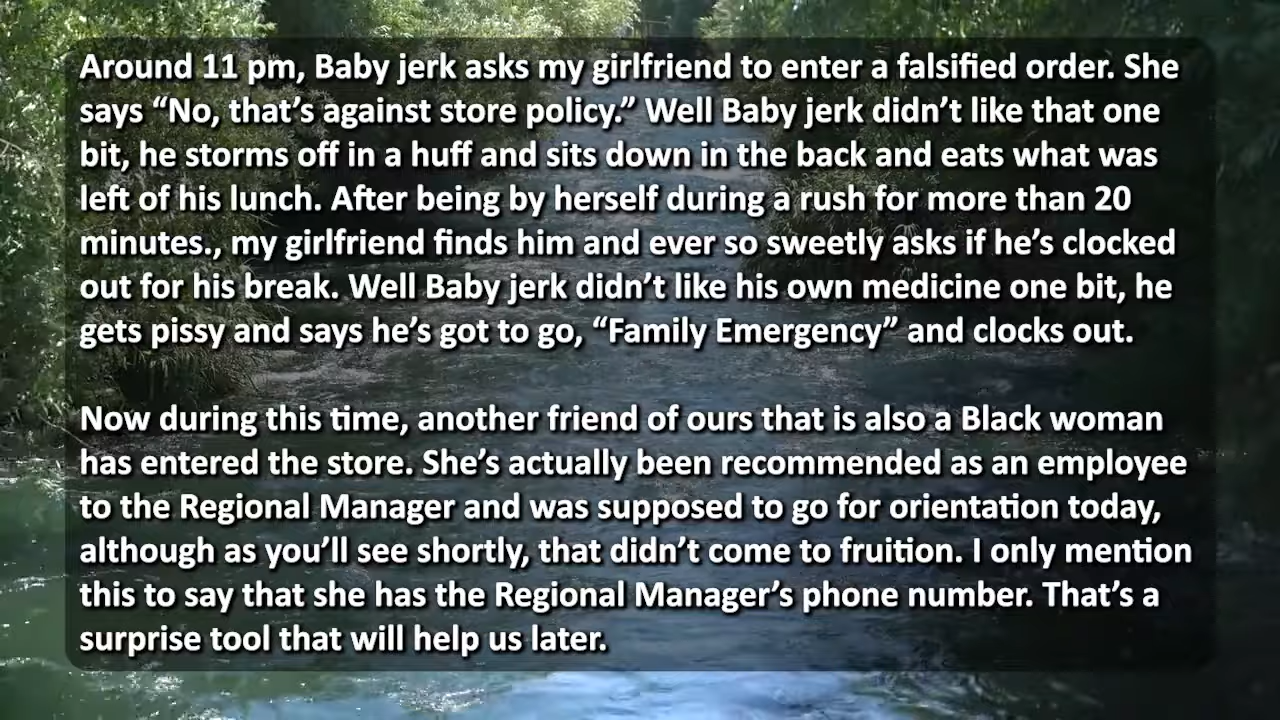 Around 11 pm, Baby jerk asks my girlfriend to enter a falsified order. She
says “No, that’s against store policy.” Well Baby jerk didn’t like that one
bit, he storms off in a huff and sits down in the back and eats what was
left of his lunch. After being by herself during a rush for more than 20
minutes., my girlfriend finds him and ever so sweetly asks if he’s clocked
out for his break. Well Baby jerk didn’t like his own medicine one bit, he
gets pissy and says he’s got to go, “Family Emergency” and clocks out.
Now during this time, another friend of ours that is also a Black woman
has entered the store. She’s actually been recommended as an employee
to the Regional Manager and was supposed to go for orientation today,
although as you’ll see shortly, that didn’t come to fruition. I only mention
this to say that she has the Regional Manager’s phone number. That’s a
surprise tool that will help us later.